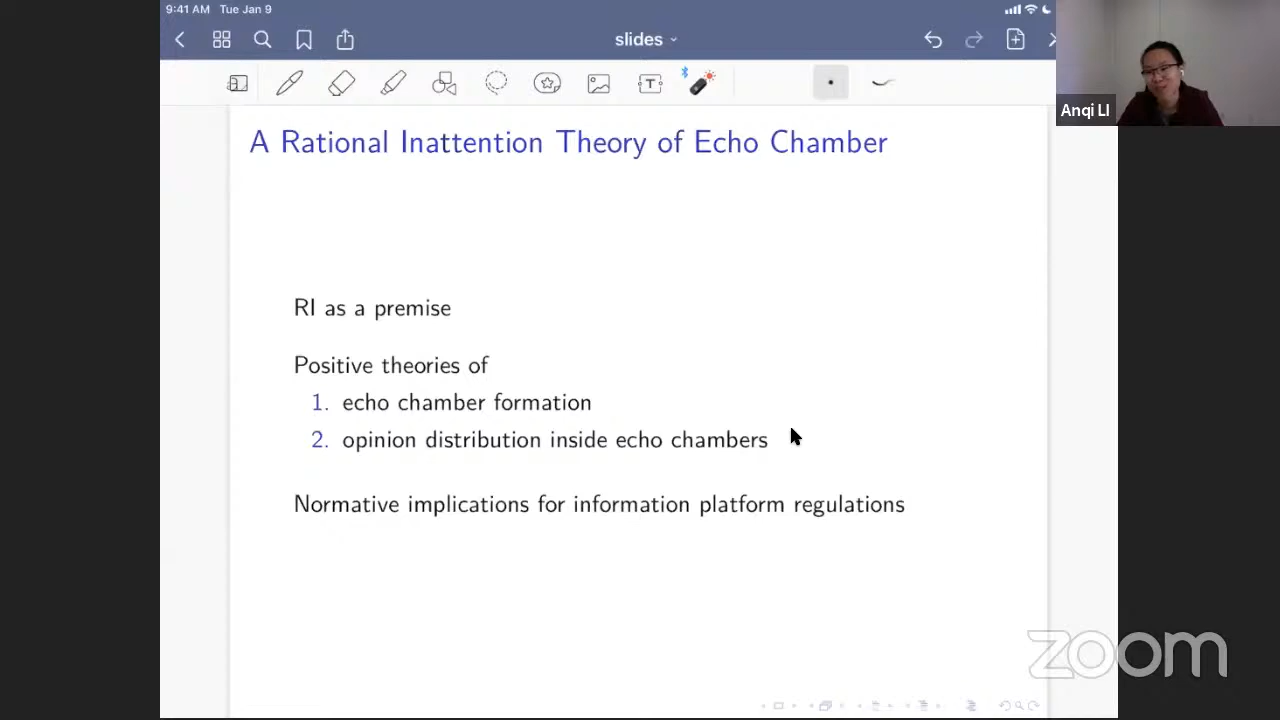 9:41 AM Tue Jan 9
slides
T
Anqi LI
A Rational Inattention Theory of Echo Chamber
RI as a premise
Positive theories of
1. echo chamber formation
2. opinion distribution inside echo chambers
Normative implications for information platform regulations
zoom